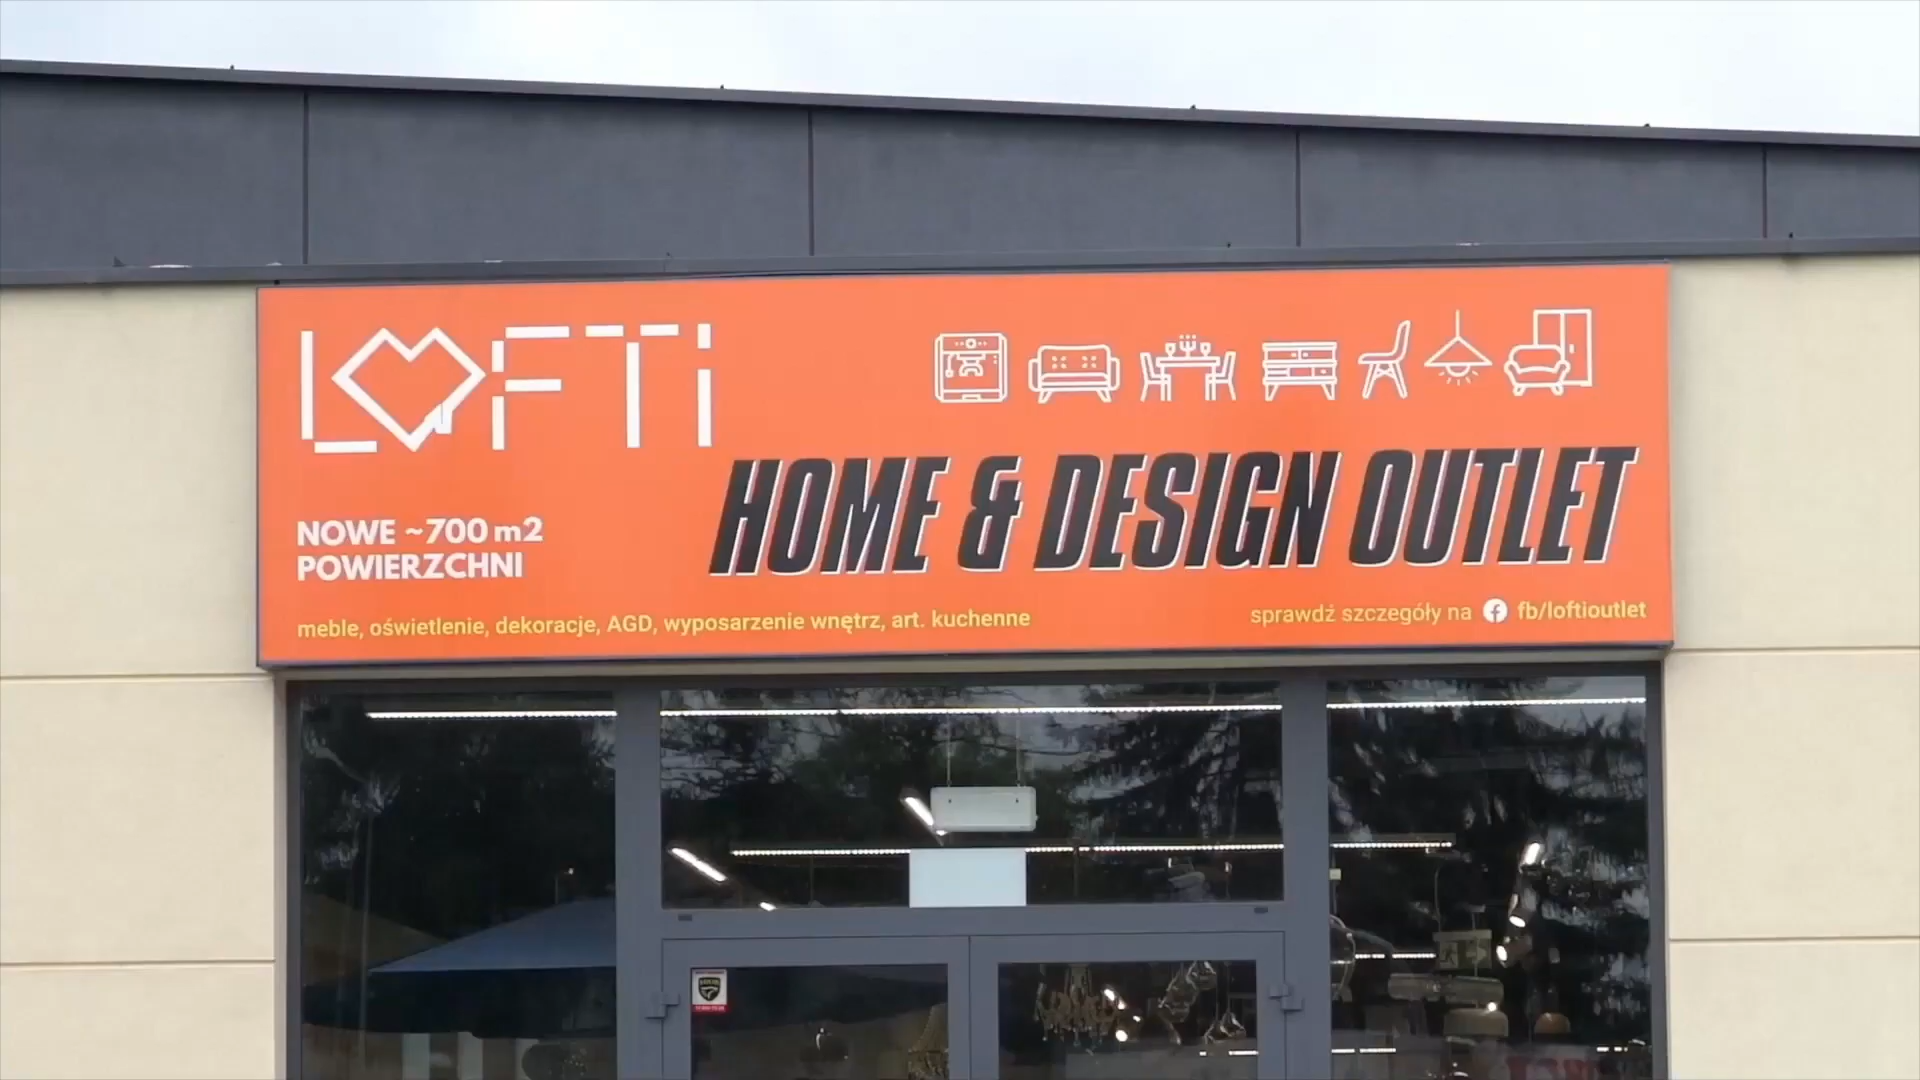 LOFTi
HOME & DESIGN OUTLET
NOWE ~700 m2
POWIERZCHNI
meble, oświetlenie, dekoracje, AGD, wyposarzenie wnętrz, art. kuchenne
sprawdź szczegóły na fb/loftioutlet